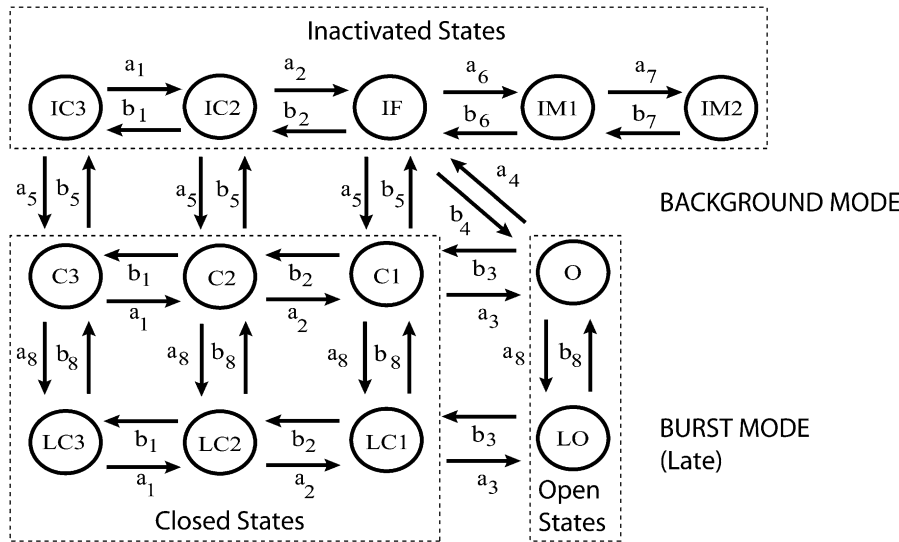 Inactivated States
a1 a2 a6 a7
IC3 IC2 IF IM1 IM2
b1 b2 b6 b7
a5 b5 a5 b5 a5 b5 a4
b4
BACKGROUND MODE
C3 C2 C1 O
b1 b2 b3
a1 a2 a3
a8 b8 a8 b8 a8 b8 a8 b8
LC3 LC2 LC1 LO
b1 b2 b3
a1 a2 a3
BURST MODE
(Late)
Closed States
Open
States